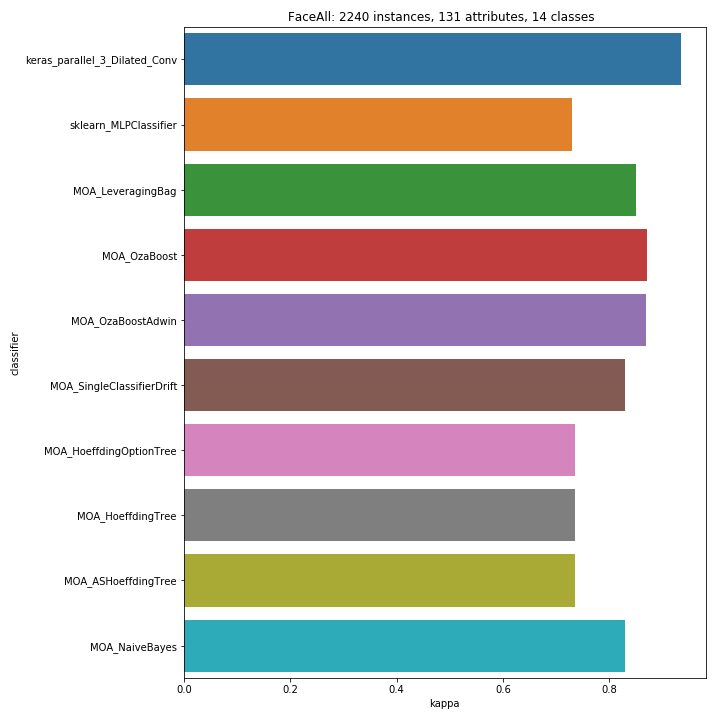 FaceAll: 2240 instances, 131 attributes, 14 classes
keras_parallel_3_Dilated_Conv
sklearn_MLPClassifier
MOA_LeveragingBag
MOA_OzaBoost
MOA_OzaBoostAdwin
MOA_SingleClassifierDrift
MOA_HoeffdingOptionTree
MOA_HoeffdingTree
MOA_ASHoeffdingTree
MOA_NaiveBayes
classifier
0.0 0.2 0.4 0.6 0.8
kappa